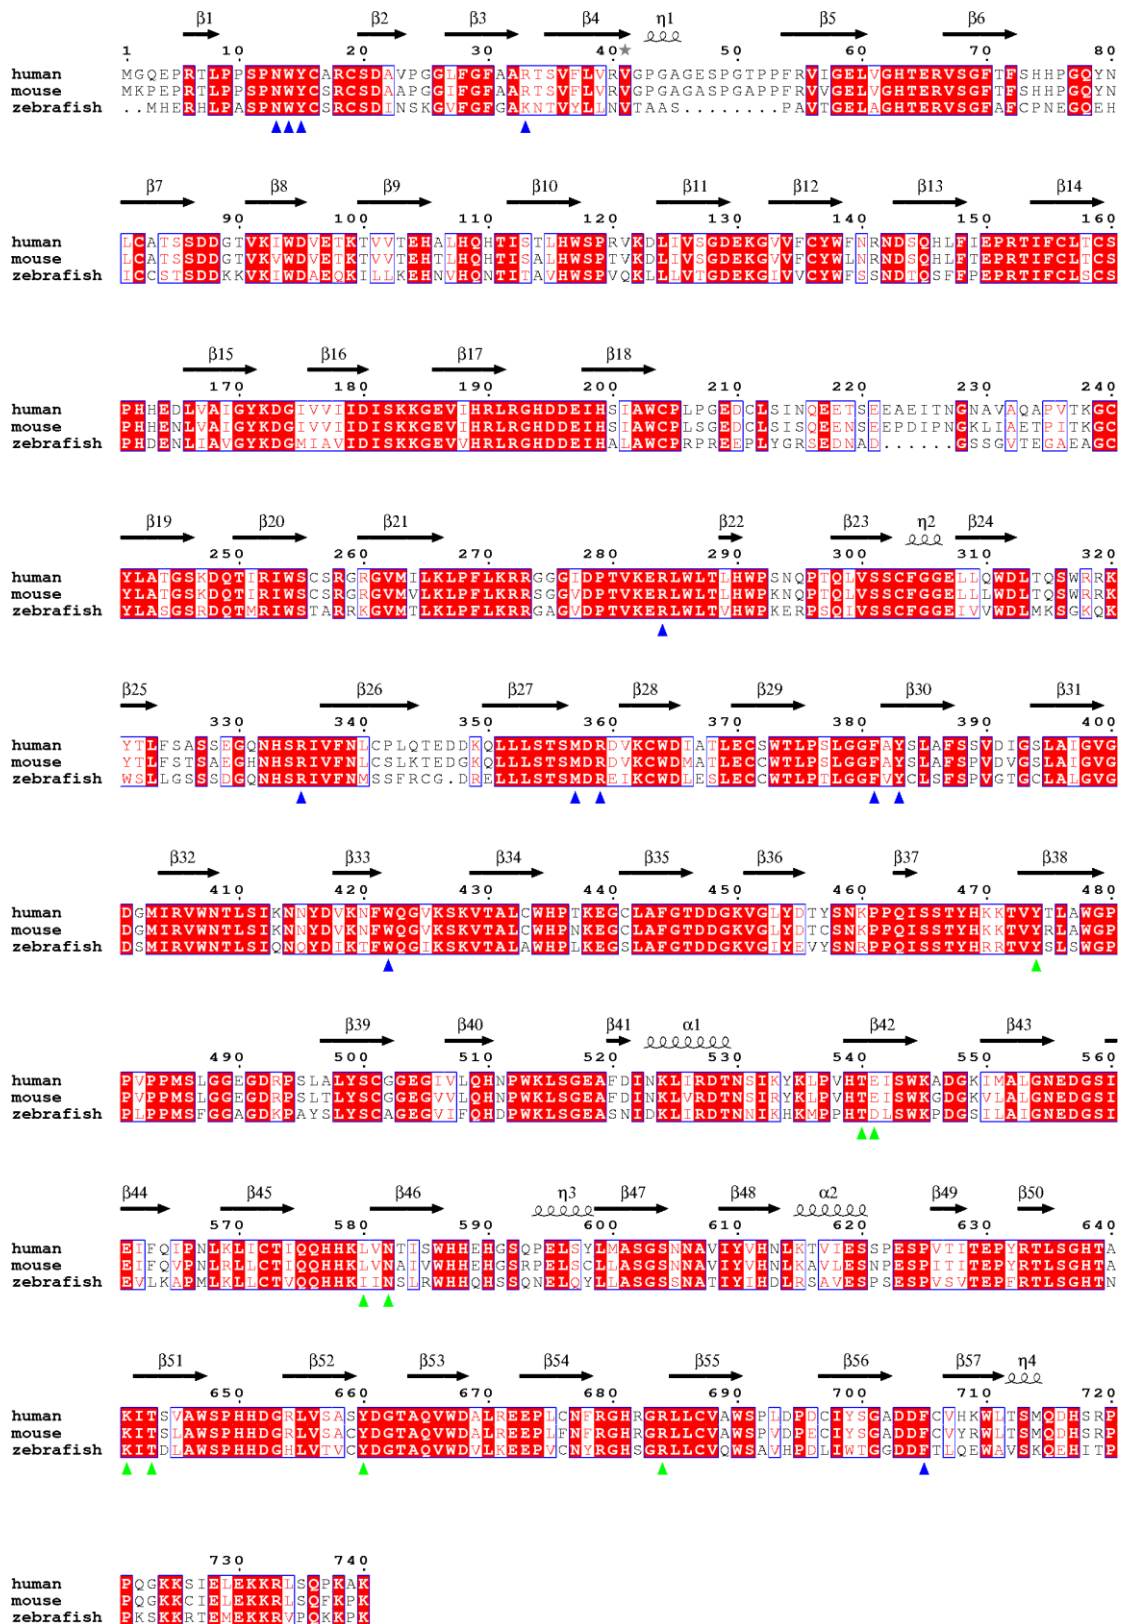 β1 β2 β3 β4 η1 β5 β6
1 10 20 30 40 50 60 70 80
human MGQEPRTLPPSPNWYCARCSDAVPGGLFGFAARTSVFLVRVGPGAGESPGTPPFRVIGELVGHTERVSGFTFSHHPGQYN
mouse MKPEPRTLPPSPNWYCSRCSDAAPGGIFGFAARTSVFLVRVGPGAGASPGAPPFRVVGELVGHTERVSGFTFSHHPGQYN
zebrafish ..MHERHLPASPNWYCSRCSDINSKGVFGFGAKNTVYLLNVTAAS........PAVTGELAGHTERVSGFAFCPNEGQEH
β7 β8 β9 β10 β11 β12 β13 β14
90 100 110 120 130 140 150 160
human LCATSSDDGTVKIWDVETKTVVTEHALHQHTISTLHWSPRVKDLIVSGDEKGVVFCYWFNRNDSQHLFIEPRTIFCLTCS
mouse LCATSSDDGTVKVWDVETKTVVTEHTLHQHTISALHWSPTVKDLIVSGDEKGVVFCYWLNRNDSQHLFTEPRTIFCLTCS
zebrafish ICCSTSDDKKVKIWDAEQKTLLKEHNVHQNTITAVHWSPVQKLLLVTGDEKGIVVCYWFSSNDTQSFFPEPRTIFCLSCS
β15 β16 β17 β18
170 180 190 200 210 220 230 240
human PHHEDLVAIGYKDGIVVIIDISKKGEVIHRLRGHDDEIHSIAWCPLPGEDCLSINQEETSEEAEITNGNAVAQAPVTKGC
mouse PHHENLVAIGYKDGIVVIIDISKKGEVIHRLRGHDDEIHSIAWCPLSGEDCLSISQEENSEEPDIPNGKLIAETPITKGC
zebrafish PHDENLIAVGYKDGMIAVIDISKKGEVVHRLRGHDDEIHALAWCPRPREEPLYGRSEDNAD......GSSGVTEGAEAGC
β19 β20 β21 β22 β23 η2 β24
250 260 270 280 290 300 310 320
human YLATGSKDQTIRIWSCSRGRGVMILKLPFLKRRGGGIDPTVKERLWLTLHWPSNQPTQLVSSCFGGELLQWDLTQSWRRK
mouse YLATGSKDQTIRIWSCSRGRGVMVLKLPFLKRRSGGVDPTVKERLWLTLHWPKNQPTQLVSSCFGGELLLWDLTQSWRRK
zebrafish YLASGSRDQTMRIWSTARRKGVMTLKLPFLKRRGAGVDPTVKERLWLTVHWPKERPSQIVSSCFGGEIVVWDLMKSGKQK
β25 β26 β27 β28 β29 β30 β31
330 340 350 360 370 380 390 400
human YTLFSASSEGQNHSRIVFNLCPLQTEDDKQLLLSTSMDRDVKCWDIATLECSWTLPSLGGFAYSLAFSSVDIGSLAIGVG
mouse YTLFSTSAEGHNHSRIVFNLCSLKTEDGKQLLLSTSMDRDVKCWDMATLECCWTLPSLGGFAYSLAFSPVDVGSLAIGVG
zebrafish WSLLGSSSDGQNHSRIVFNMSSFRCG.DRELLLSTSMDREIKCWDLESLECCWTLPTLGGFVYCLSFSPVGTGCLALGVG
β32 β33 β34 β35 β36 β37 β38
410 420 430 440 450 460 470 480
human DGMIRVWNTLSIKNNYDVKNFWQGVKSKVTALCWHPTKEGCLAFGTDDGKVGLYDTYSNKPPQISSTYHKKTVYTLAWGP
mouse DGMIRVWNTLSIKNNYDVKNFWQGVKSKVTALCWHPNKEGCLAFGTDDGKVGLYDTCSNKPPQISSTYHKKTVYRLAWGP
zebrafish DSMIRVWNTLSIQNQYDIKTFWQGIKSKVTALAWHPLKEGSLAFGTDDGKVGIYEVYSNRPPQISSTYHRRTVYSLSWGP
β39 β40 β41 α1 β42 β43
490 500 510 520 530 540 550 560
human PVPPMSLGGEGDRPSLALYSCGGEGIVLQHNPWKLSGEAFDINKLIRDTNSIKYKLPVHTEISWKADGKIMALGNEDGSI
mouse PVPPMSLGGEGDRPSLTLYSCGGEGVVLQHNPWKLSGEAFDINKLIRDTNSIRYKLPVHTEISWKGDGKVLALGNEDGSI
zebrafish PLPPMSFGGAGDKPAYSLYSCAGEGVIFQHDPWKLSGEASNIDKLIRDTNNIKHKMPPHTDLSWKPDGSILAIGNEDGSI
β44 β45 β46 η3 β47 β48 α2 β49 β50
570 580 590 600 610 620 630 640
human EIFQIPNLKLICTIQQHHKLVNTISWHHEHGSQPELSYLMASGSNNAVIYVHNLKTVIESSPESPVTITEPYRTLSGHTA
mouse EIFQVPNLRLLCTIQQHHKLVNAIVWHHEHGSRPELSCLLASGSNNAVIYVHNLKAVLESNPESPITITEPYRTLSGHTA
zebrafish EVLKAPMLKLLCTVQQHHKIINSLRWHHQHSSQNELQYLLASGSSNATIYIHDLRSAVESPSESPVSVTEPFRTLSGHTN
β51 β52 β53 β54 β55 β56 β57 η4
650 660 670 680 690 700 710 720
human KITSVAWSPHHDGRLVSASYDGTAQVWDALREEPLCNFRGHRGRLLCVAWSPLDPDCIYSGADDFCVHKWLTSMQDHSRP
mouse KITSLAWSPHHDGRLVSACYDGTAQVWDALREEPLFNFRGHRGRLLCVAWSPVDPECIYSGADDFCVYRWLTSMQDHSRP
zebrafish KITDLAWSPHHDGHLVTVCYDGTAQVWDVLKEEPVCNYRGHSGRLLCVQWSAVHPDLIWTGGDDFTLQEWAVSKQEHITP
730 740
human PQGKKSIELEKKRLSQPKAK
mouse PQGKKCIELEKKRLSQFKPK
zebrafish PKSKKRTEMEKKRVPQKKPK